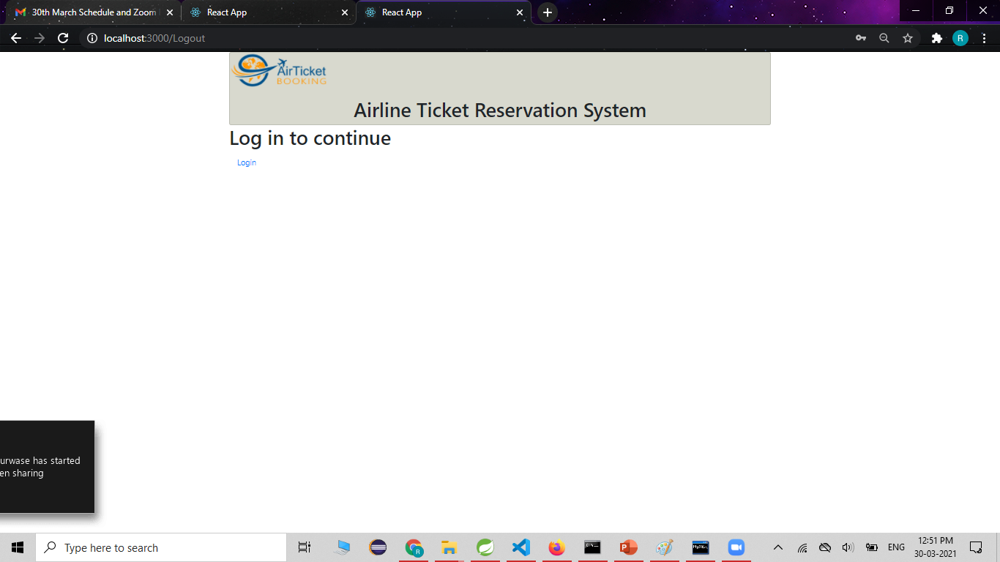 30th March Schedule and Zoom
React App
React App
localhost:3000/Logout
R
AirTicket
BOOKING
Airline Ticket Reservation System
Log in to continue
Login
urwase has started
en sharing
Type here to search
R
MySQL
ENG
12:51 PM
30-03-2021